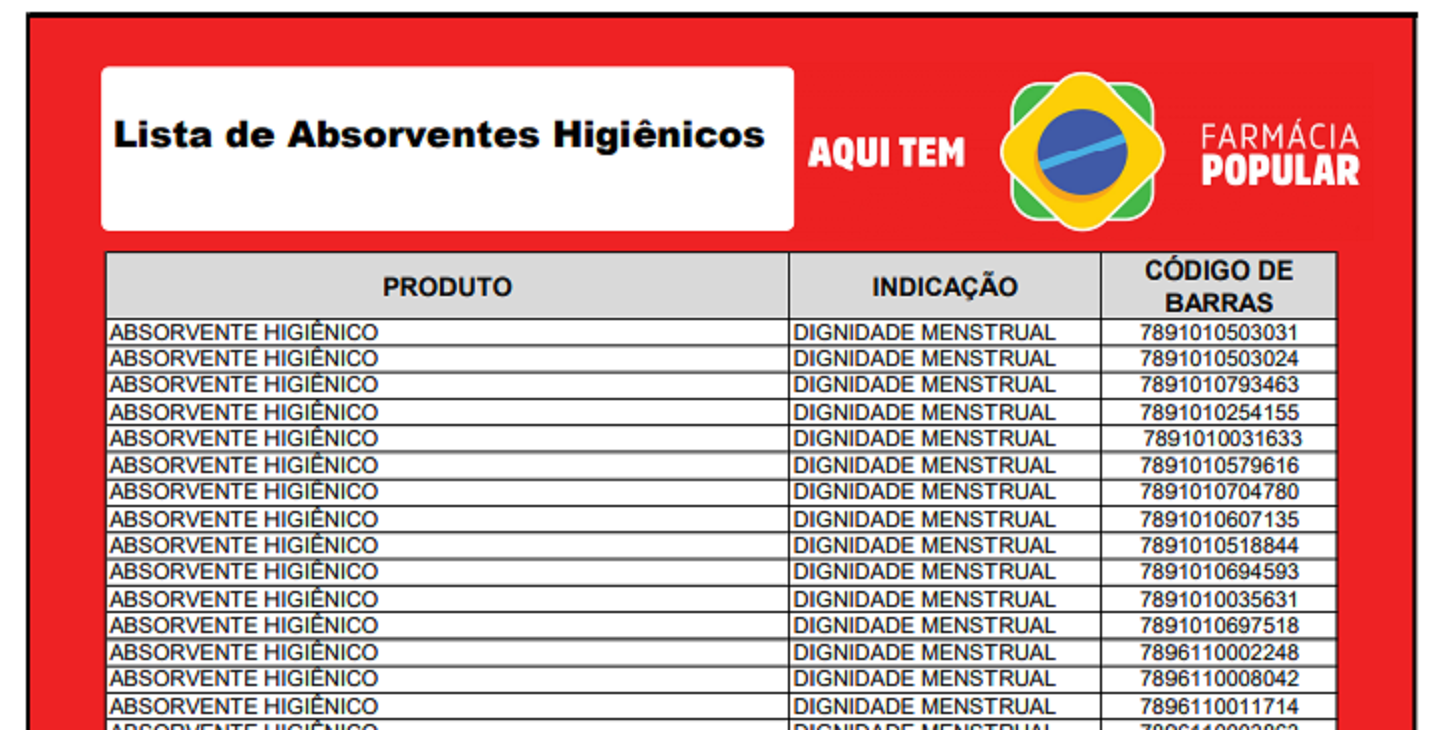 Lista de Absorventes Higiênicos
AQUI TEM
FARMÁCIA
POPULAR
PRODUTO INDICAÇÃO CÓDIGO DE BARRAS
ABSORVENTE HIGIÊNICO DIGNIDADE MENSTRUAL 7891010503031
ABSORVENTE HIGIÊNICO DIGNIDADE MENSTRUAL 7891010503024
ABSORVENTE HIGIÊNICO DIGNIDADE MENSTRUAL 7891010793463
ABSORVENTE HIGIÊNICO DIGNIDADE MENSTRUAL 7891010254155
ABSORVENTE HIGIÊNICO DIGNIDADE MENSTRUAL 7891010031633
ABSORVENTE HIGIÊNICO DIGNIDADE MENSTRUAL 7891010579616
ABSORVENTE HIGIÊNICO DIGNIDADE MENSTRUAL 7891010704780
ABSORVENTE HIGIÊNICO DIGNIDADE MENSTRUAL 7891010607135
ABSORVENTE HIGIÊNICO DIGNIDADE MENSTRUAL 7891010518844
ABSORVENTE HIGIÊNICO DIGNIDADE MENSTRUAL 7891010694593
ABSORVENTE HIGIÊNICO DIGNIDADE MENSTRUAL 7891010035631
ABSORVENTE HIGIÊNICO DIGNIDADE MENSTRUAL 7891010697518
ABSORVENTE HIGIÊNICO DIGNIDADE MENSTRUAL 7896110002248
ABSORVENTE HIGIÊNICO DIGNIDADE MENSTRUAL 7896110008042
ABSORVENTE HIGIÊNICO DIGNIDADE MENSTRUAL 7896110011714
ABSORVENTE HIGIÊNICO DIGNIDADE MENSTRUAL